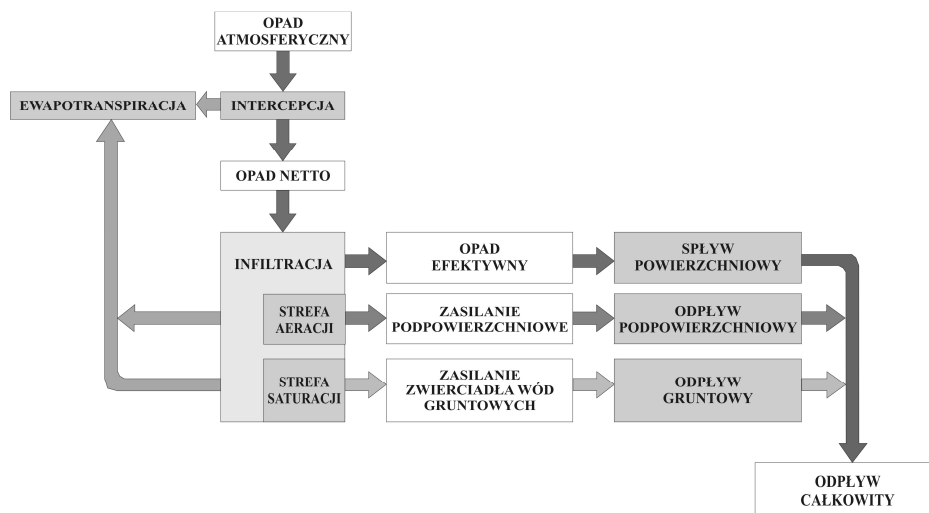 OPAD
ATMOSFERYCZNY
EWAPOTRANSPIRACJA
INTERCEPCJA
OPAD NETTO
INFILTRACJA
OPAD
EFEKTYWNY
SPŁYW
POWIERZCHNIOWY
STREFA
AERACJI
ZASILANIE
PODPOWIERZCHNIOWE
ODPŁYW
PODPOWIERZCHNIOWY
STREFA
SATURACJI
ZASILANIE
ZWIERCIADŁA WÓD
GRUNTOWYCH
ODPŁYW
GRUNTOWY
ODPŁYW
CAŁKOWITY